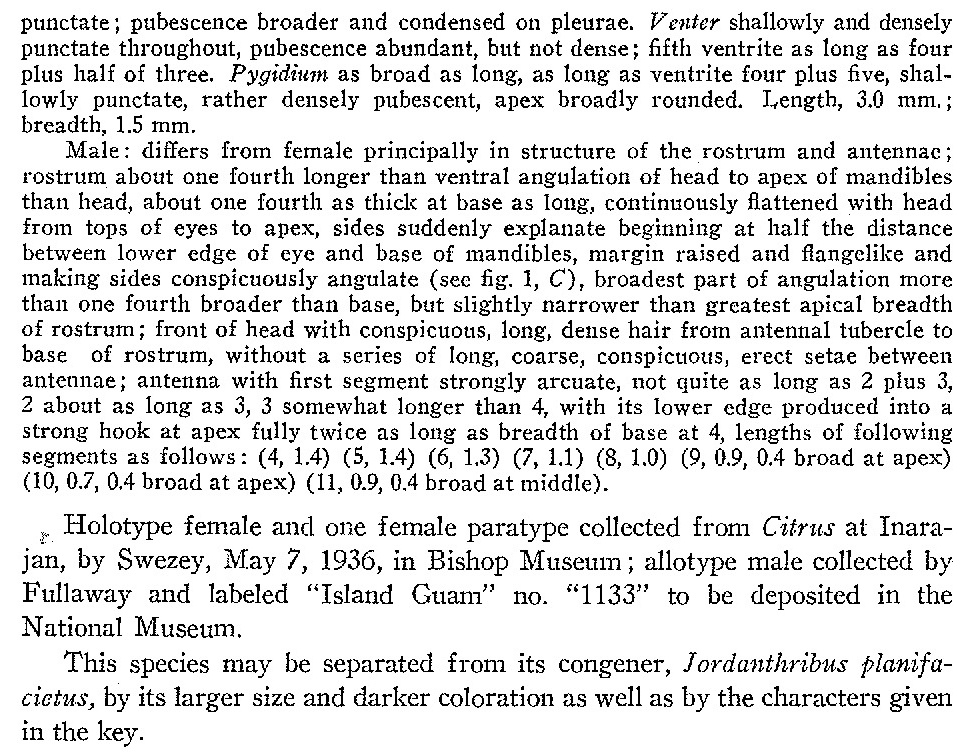 punctate; pubescence broader and condensed on pleurae. Venter shallowly and densely
punctate throughout, pubescence abundant, but not dense; fifth ventrite as long as four
plus half of three. Pygidium as broad as long, as long as ventrite four plus five, shal-
lowly punctate, rather densely pubescent, apex broadly rounded. Length, 3.0 mm.;
breadth, 1.5 mm.
Male: differs from female principally in structure of the rostrum and antennae;
rostrum about one fourth longer than ventral angulation of head to apex of mandibles
than head, about one fourth as thick at base as long, continuously flattened with head
from tops of eyes to apex, sides suddenly explanate beginning at half the distance
between lower edge of eye and base of mandibles, margin raised and flangelike and
making sides conspicuously angulate (see fig. 1, C), broadest part of angulation more
than one fourth broader than base, but slightly narrower than greatest apical breadth
of rostrum; front of head with conspicuous, long, dense hair from antennal tubercle to
base of rostrum, without a series of long, coarse, conspicuous, erect setae between
antennae; antenna with first segment strongly arcuate, not quite as long as 2 plus 3,
2 about as long as 3, 3 somewhat longer than 4, with its lower edge produced into a
strong hook at apex fully twice as long as breadth of base at 4, lengths of following
segments as follows: (4, 1.4) (5, 1.4) (6, 1.3) (7, 1.1) (8, 1.0) (9, 0.9, 0.4 broad at apex)
(10, 0.7, 0.4 broad at apex) (11, 0.9, 0.4 broad at middle).
Holotype female and one female paratype collected from Citrus at Inara-
jan, by Swezey, May 7, 1936, in Bishop Museum; allotype male collected by
Fullaway and labeled "Island Guam" no. "1133" to be deposited in the
National Museum.
This species may be separated from its congener, Jordanthribus planifa-
cietus, by its larger size and darker coloration as well as by the characters given
in the key.